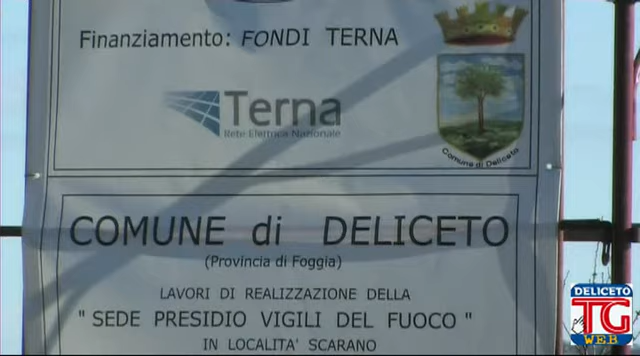 Finanziamento: FONDI TERNA
Terna
Rete Elettrica Nazionale
Comune di Deliceto
COMUNE di DELICETO
(Provincia di Foggia)
LAVORI DI REALIZZAZIONE DELLA
" SEDE PRESIDIO VIGILI DEL FUOCO "
IN LOCALITA' SCARANO
DELICETO
TG
WEB